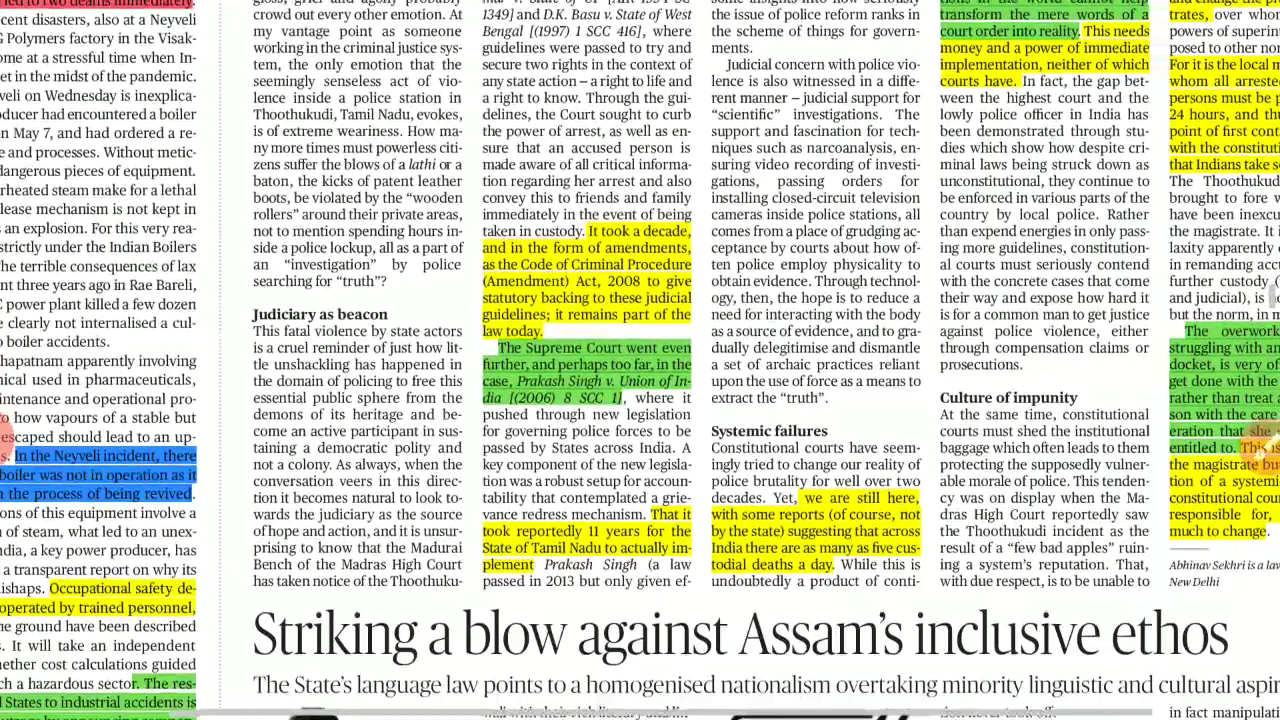 led to two deaths immediately.
cent disasters, also at a Neyveli
G Polymers factory in the Visak-
ome at a stressful time when In-
et in the midst of the pandemic.
veli on Wednesday is inexplica-
oducer had encountered a boiler
n May 7, and had ordered a re-
e and processes. Without metic-
dangerous pieces of equipment.
rheated steam make for a lethal
lease mechanism is not kept in
s an explosion. For this very rea-
strictly under the Indian Boilers
he terrible consequences of lax
nt three years ago in Rae Bareli,
C power plant killed a few dozen
e clearly not internalised a cul-
o boiler accidents.
hapatnam apparently involving
nical used in pharmaceuticals,
intenance and operational pro-
o how vapours of a stable but
escaped should lead to an up-
s. In the Neyveli incident, there
boiler was not in operation as it
n the process of being revived.
ons of this equipment involve a
n of steam, what led to an unex-
ndia, a key power producer, has
a transparent report on why its
ishaps. Occupational safety de-
operated by trained personnel,
he ground have been described
s. It will take an independent
hether cost calculations guided
ch a hazardous sector. The res-
l States to industrial accidents is
crowd out every other emotion. At
my vantage point as someone
working in the criminal justice sys-
tem, the only emotion that the
seemingly senseless act of vio-
lence inside a police station in
Thoothukudi, Tamil Nadu, evokes,
is of extreme weariness. How ma-
ny more times must powerless citi-
zens suffer the blows of a lathi or a
baton, the kicks of patent leather
boots, be violated by the “wooden
rollers” around their private areas,
not to mention spending hours in-
side a police lockup, all as a part of
an “investigation” by police
searching for “truth”?
Judiciary as beacon
This fatal violence by state actors
is a cruel reminder of just how lit-
tle unshackling has happened in
the domain of policing to free this
essential public sphere from the
demons of its heritage and be-
come an active participant in sus-
taining a democratic polity and
not a colony. As always, when the
conversation veers in this direc-
tion it becomes natural to look to-
wards the judiciary as the source
of hope and action, and it is unsur-
prising to know that the Madurai
Bench of the Madras High Court
has taken notice of the Thoothuku-
1349] and D.K. Basu v. State of West
Bengal [(1997) 1 SCC 416], where
guidelines were passed to try and
secure two rights in the context of
any state action – a right to life and
a right to know. Through the gui-
delines, the Court sought to curb
the power of arrest, as well as en-
sure that an accused person is
made aware of all critical informa-
tion regarding her arrest and also
convey this to friends and family
immediately in the event of being
taken in custody. It took a decade,
and in the form of amendments,
as the Code of Criminal Procedure
(Amendment) Act, 2008 to give
statutory backing to these judicial
guidelines; it remains part of the
law today.
The Supreme Court went even
further, and perhaps too far, in the
case, Prakash Singh v. Union of In-
dia [(2006) 8 SCC 1], where it
pushed through new legislation
for governing police forces to be
passed by States across India. A
key component of the new legisla-
tion was a robust setup for accoun-
tability that contemplated a grie-
vance redress mechanism. That it
took reportedly 11 years for the
State of Tamil Nadu to actually im-
plement Prakash Singh (a law
passed in 2013 but only given ef-
some insights into how seriously
the issue of police reform ranks in
the scheme of things for govern-
ments.
Judicial concern with police vio-
lence is also witnessed in a diffe-
rent manner – judicial support for
“scientific” investigations. The
support and fascination for tech-
niques such as narcoanalysis, en-
suring video recording of investi-
gations, passing orders for
installing closed-circuit television
cameras inside police stations, all
comes from a place of grudging ac-
ceptance by courts about how of-
ten police employ physicality to
obtain evidence. Through technol-
ogy, then, the hope is to reduce a
need for interacting with the body
as a source of evidence, and to gra-
dually delegitimise and dismantle
a set of archaic practices reliant
upon the use of force as a means to
extract the “truth”.
Systemic failures
Constitutional courts have seem-
ingly tried to change our reality of
police brutality for well over two
decades. Yet, we are still here,
with some reports (of course, not
by the state) suggesting that across
India there are as many as five cus-
todial deaths a day. While this is
undoubtedly a product of conti-
transform the mere words of a
court order into reality. This needs
money and a power of immediate
implementation, neither of which
courts have. In fact, the gap bet-
ween the highest court and the
lowly police officer in India has
been demonstrated through stu-
dies which show how despite cri-
minal laws being struck down as
unconstitutional, they continue to
be enforced in various parts of the
country by local police. Rather
than expend energies in only pass-
ing more guidelines, constitution-
al courts must seriously contend
with the concrete cases that come
their way and expose how hard it
is for a common man to get justice
against police violence, either
through compensation claims or
prosecutions.
Culture of impunity
At the same time, constitutional
courts must shed the institutional
baggage which often leads to them
protecting the supposedly vulner-
able morale of police. This tenden-
cy was on display when the Ma-
dras High Court reportedly saw
the Thoothukudi incident as the
result of a “few bad apples” ruin-
ing a system’s reputation. That,
with due respect, is to be unable to
trates, over whom
powers of superin
posed to other no
For it is the local m
whom all arreste
persons must be p
24 hours, and thu
point of first cont
with the constituti
that Indians take so
The Thoothukud
brought to fore w
have been inexcu
the magistrate. It i
laxity apparently
in remanding accu
further custody (
and judicial), is
but the norm, in m
The overwork
struggling with an
docket, is very of
get done with the
rather than treat a
son with the care
eration that she
entitled to. This is
the magistrate bu
tion of a systemi
constitutional cou
responsible for,
much to change.
Abhinav Sekhri is a law
New Delhi
Striking a blow against Assam’s inclusive ethos
The State’s language law points to a homogenised nationalism overtaking minority linguistic and cultural aspir
in fact manipulati